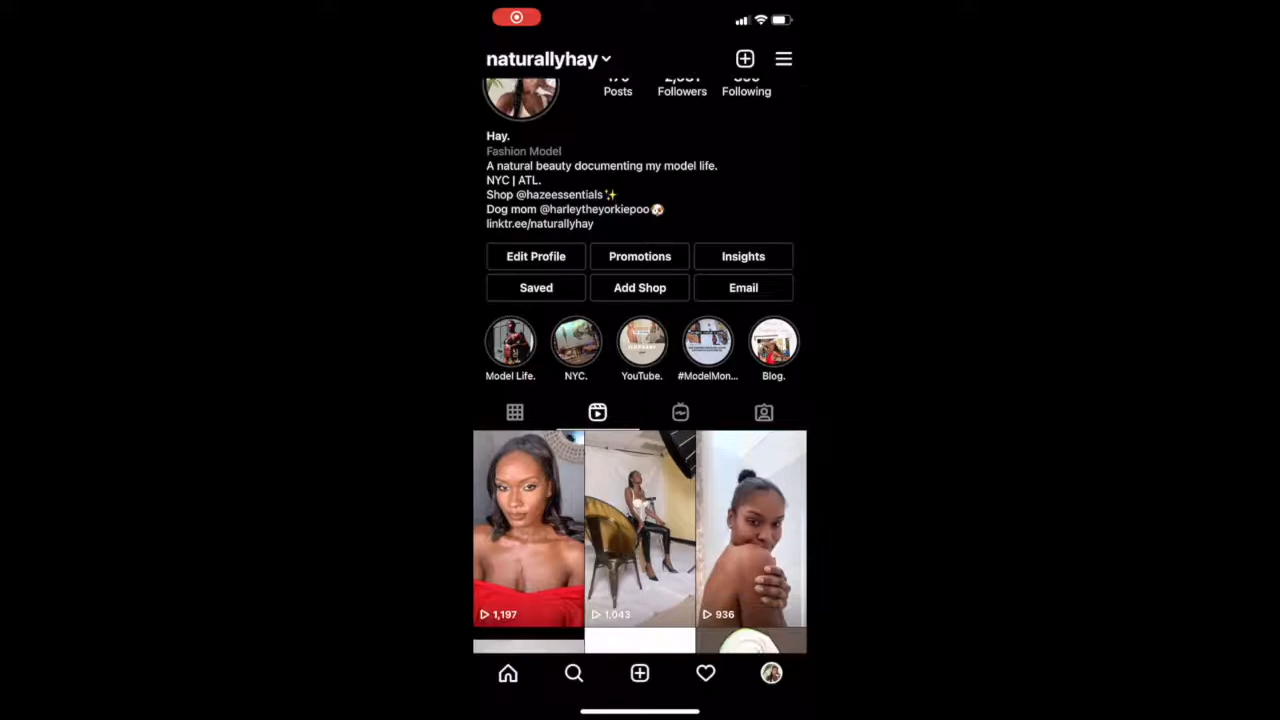 naturallyhay
Posts
Followers
Following
Hay.
Fashion Model
A natural beauty documenting my model life.
NYC | ATL.
Shop @hazeessentials✨
Dog mom @harleytheyorkiepoo🐶
linktr.ee/naturallyhay
Edit Profile
Promotions
Insights
Saved
Add Shop
Email
Model Life.
NYC.
YouTube.
#ModelMon...
Blog.
1,197
1,043
936